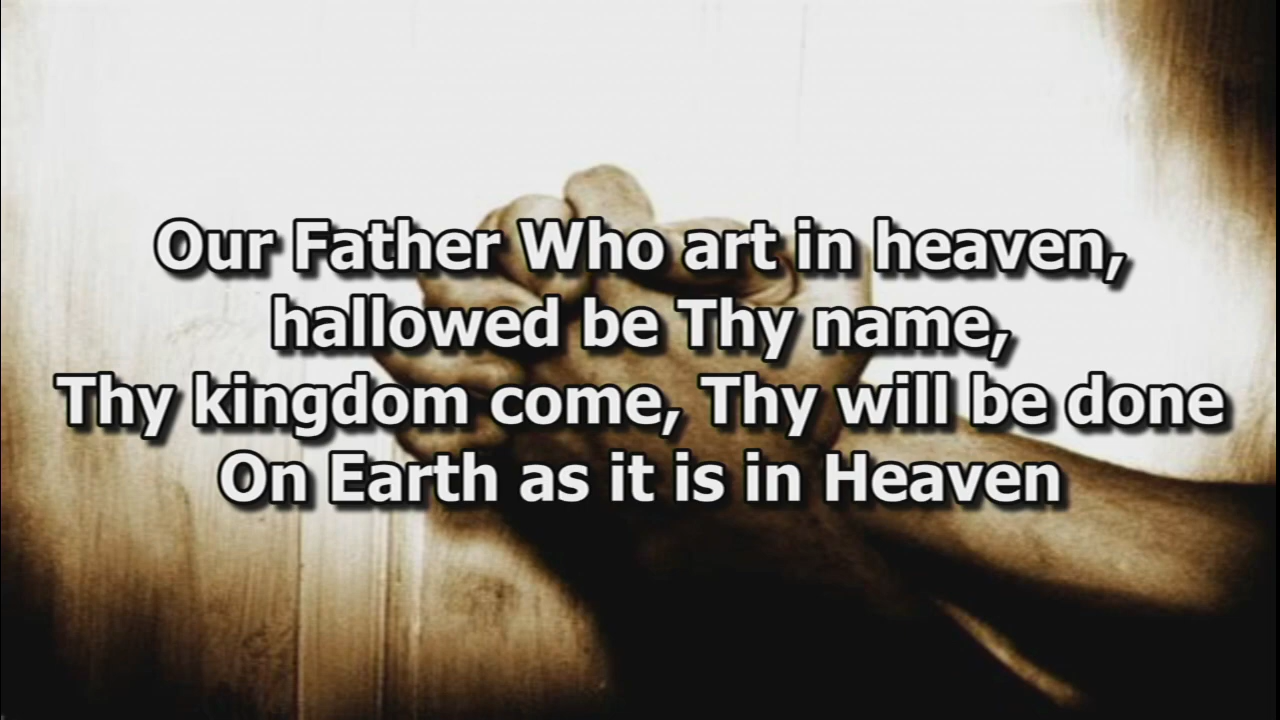 Our Father Who art in heaven,
hallowed be Thy name,
Thy kingdom come, Thy will be done
On Earth as it is in Heaven